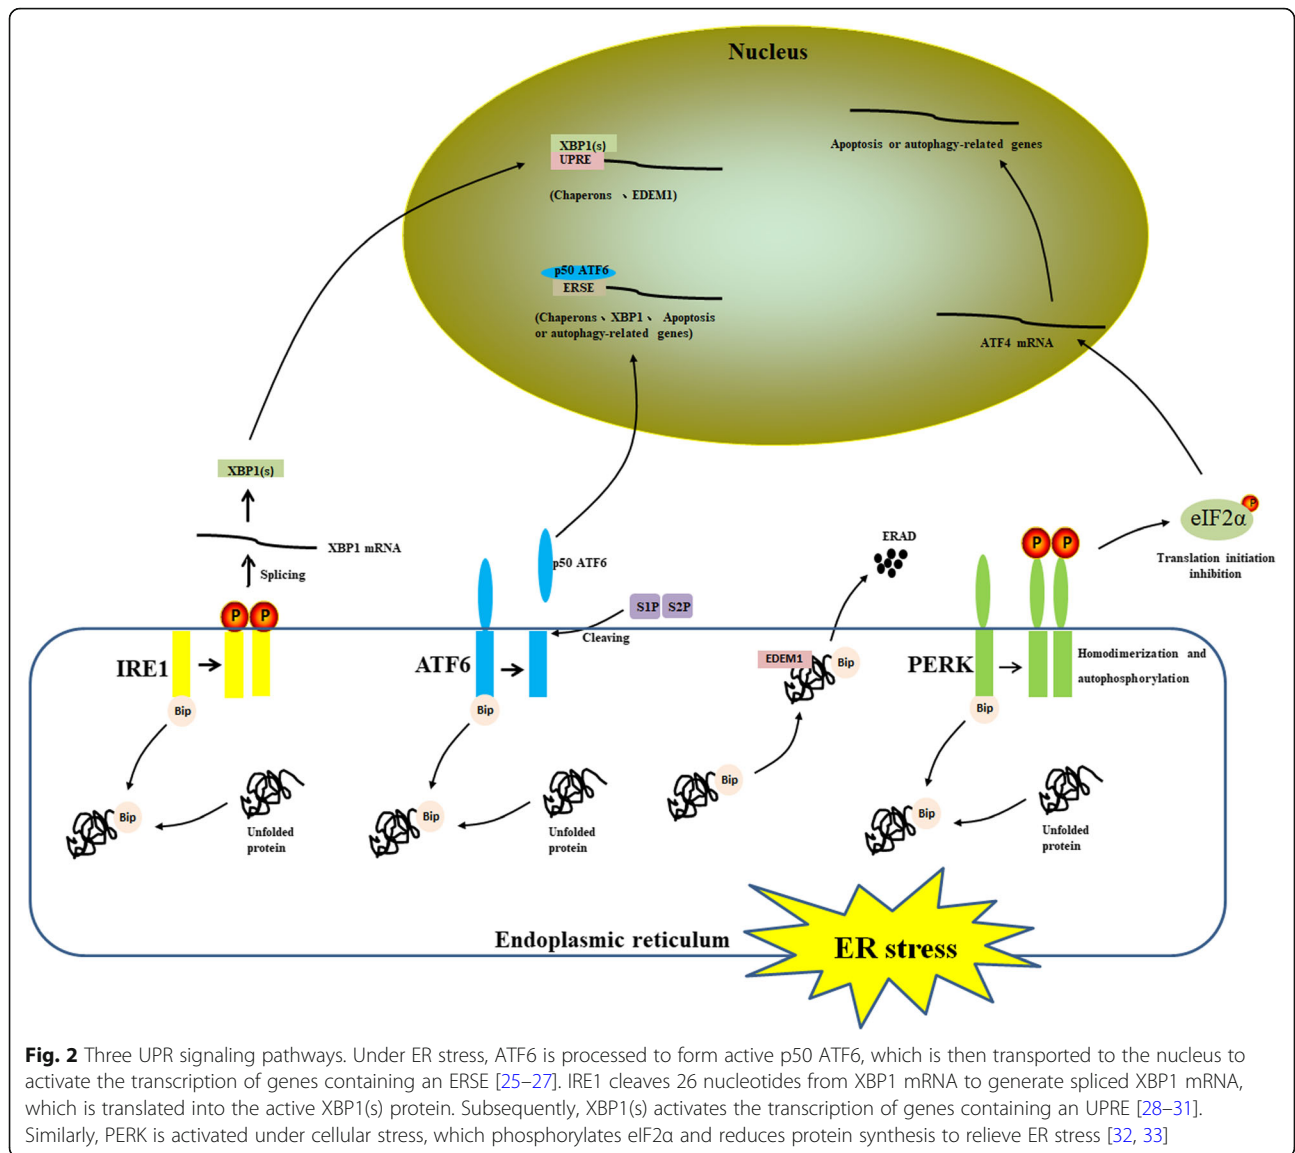 Nucleus
XBP1(s)
UPRE
(Chaperons 、EDEM1)
Apoptosis or autophagy-related genes
p50 ATF6
ERSE
(Chaperons、XBP1、 Apoptosis
or autophagy-related genes)
ATF4 mRNA
XBP1(s)
XBP1 mRNA
Splicing
P P
p50 ATF6
S1P S2P
Cleaving
ERAD
P P
eIF2α P
Translation initiation
inhibition
IRE1
Bip
ATF6
Bip
EDEM1
Bip
PERK
Bip
Homodimerization and
autophosphorylation
Bip
Unfolded
protein
Bip
Unfolded
protein
Bip
Bip
Unfolded
protein
Endoplasmic reticulum
ER stress
Fig. 2 Three UPR signaling pathways. Under ER stress, ATF6 is processed to form active p50 ATF6, which is then transported to the nucleus to
activate the transcription of genes containing an ERSE [25–27]. IRE1 cleaves 26 nucleotides from XBP1 mRNA to generate spliced XBP1 mRNA,
which is translated into the active XBP1(s) protein. Subsequently, XBP1(s) activates the transcription of genes containing an UPRE [28–31].
Similarly, PERK is activated under cellular stress, which phosphorylates eIF2α and reduces protein synthesis to relieve ER stress [32, 33]